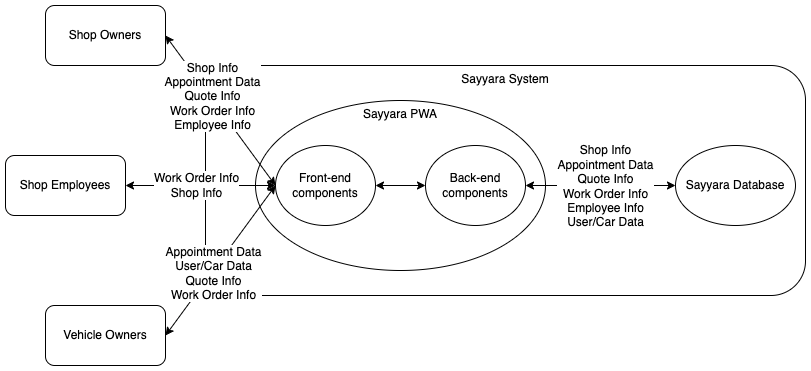 Shop Owners
Shop Info
Appointment Data
Quote Info
Work Order Info
Employee Info
Sayyara System
Sayyara PWA
Shop Employees
Work Order Info
Shop Info
Front-end
components
Back-end
components
Shop Info
Appointment Data
Quote Info
Work Order Info
Employee Info
User/Car Data
Sayyara Database
Appointment Data
User/Car Data
Quote Info
Work Order Info
Vehicle Owners